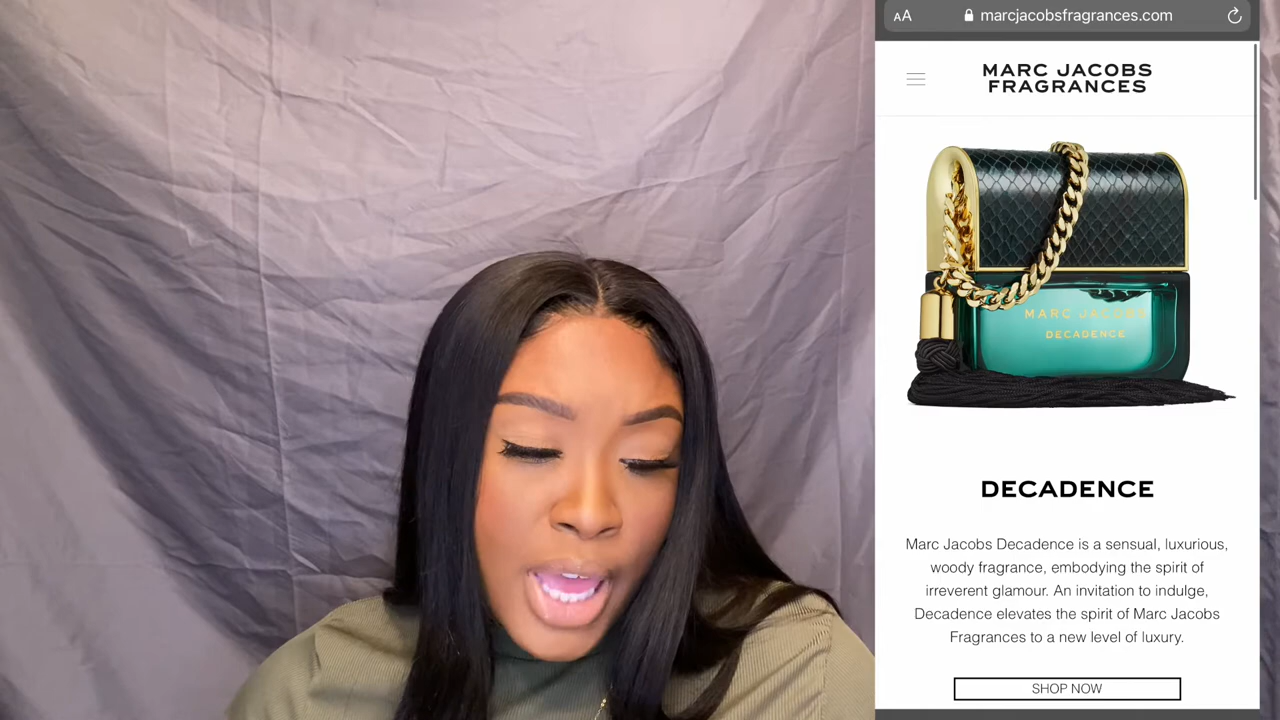 AA marcjacobsfragrances.com
MARC JACOBS
FRAGRANCES
MARC JACOBS
DECADENCE
DECADENCE
Marc Jacobs Decadence is a sensual, luxurious,
woody fragrance, embodying the spirit of
irreverent glamour. An invitation to indulge,
Decadence elevates the spirit of Marc Jacobs
Fragrances to a new level of luxury.
SHOP NOW